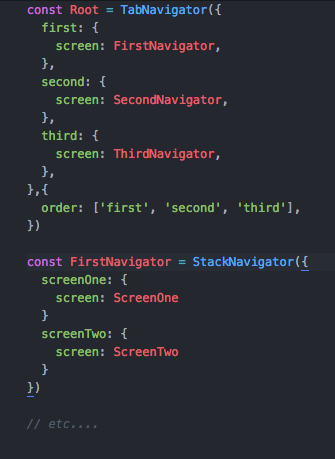 const Root = TabNavigator({
  first: {
    screen: FirstNavigator,
  },
  second: {
    screen: SecondNavigator,
  },
  third: {
    screen: ThirdNavigator,
  },
},{
  order: ['first', 'second', 'third'],
})

const FirstNavigator = StackNavigator({
  screenOne: {
    screen: ScreenOne
  }
  screenTwo: {
    screen: ScreenTwo
  }
})

// etc....